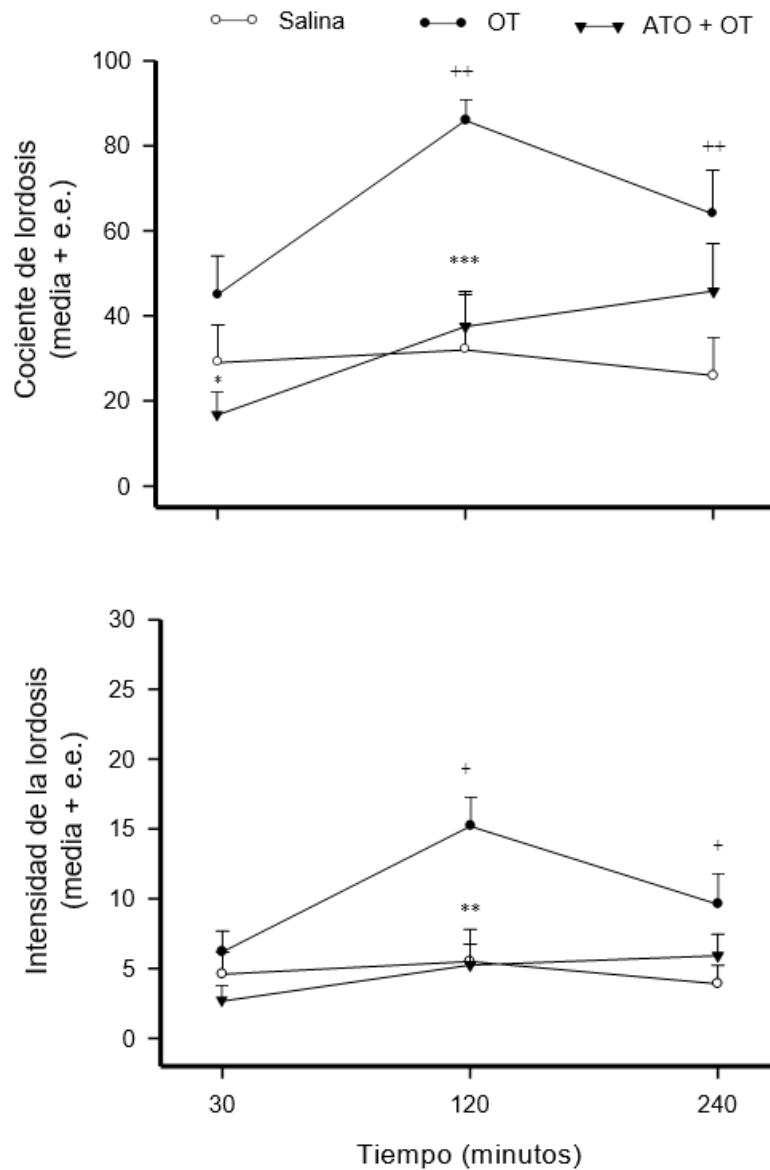 Salina OT ATO + OT
Cociente de lordosis
(media + e.e.)
100
80
60
40
20
0
++
++
***
*
Intensidad de la lordosis
(media + e.e.)
30
25
20
15
10
5
0
+
+
**
30 120 240
Tiempo (minutos)